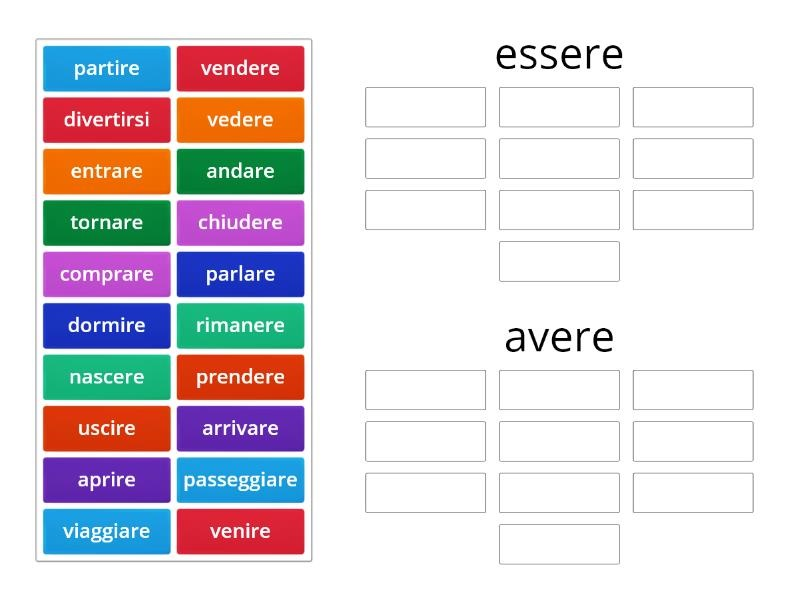 partire
vendere
divertirsi
vedere
entrare
andare
tornare
chiudere
comprare
parlare
dormire
rimanere
nascere
prendere
uscire
arrivare
aprire
passeggiare
viaggiare
venire
essere
avere